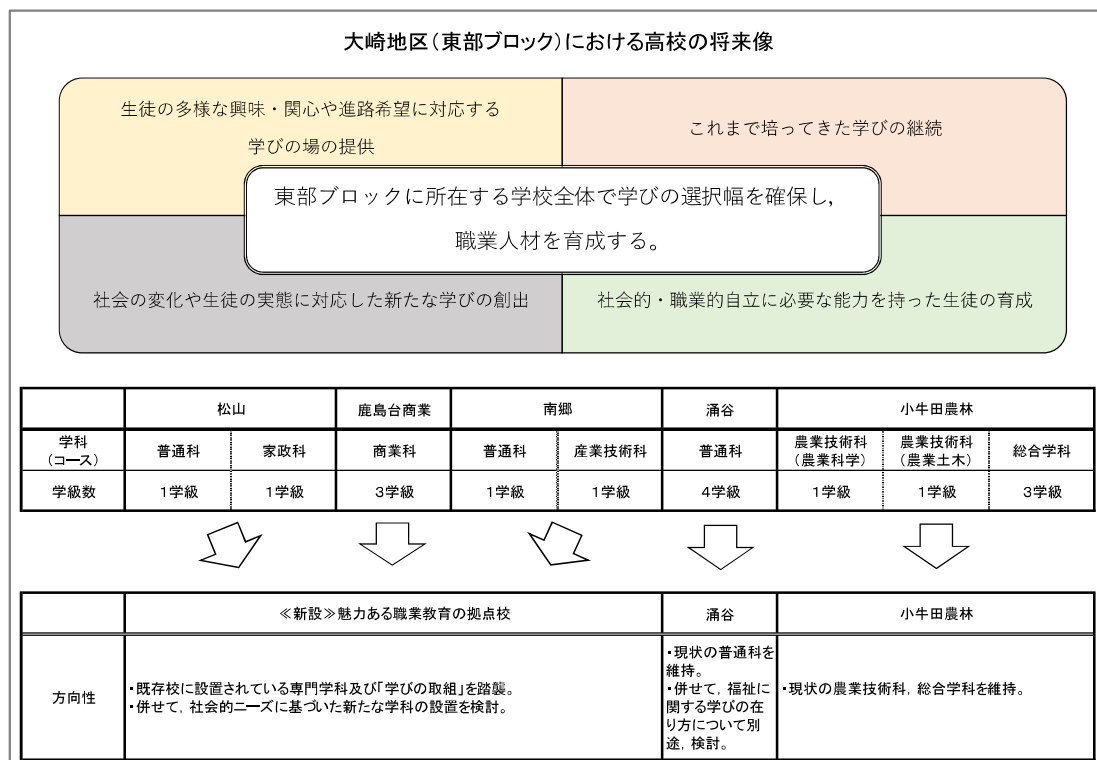 大崎地区（東部ブロック）における高校の将来像
生徒の多様な興味・関心や進路希望に対応する
学びの場の提供
これまで培ってきた学びの継続
東部ブロックに所在する学校全体で学びの選択幅を確保し，
職業人材を育成する。
社会の変化や生徒の実態に対応した新たな学びの創出
社会的・職業的自立に必要な能力を持った生徒の育成
松山 鹿島台商業 南郷 涌谷 小牛田農林
学科
（コース） 普通科 家政科 商業科 普通科 産業技術科 普通科 農業技術科
（農業科学） 農業技術科
（農業土木） 総合学科
学級数 1学級 1学級 3学級 1学級 1学級 4学級 1学級 1学級 3学級
≪新設≫魅力ある職業教育の拠点校 涌谷 小牛田農林
方向性
・既存校に設置されている専門学科及び「学びの取組」を踏襲。
・併せて，社会的ニーズに基づいた新たな学科の設置を検討。
・現状の普通科を
維持。
・併せて，福祉に
関する学びの在
り方について別
途，検討。
・現状の農業技術科，総合学科を維持。